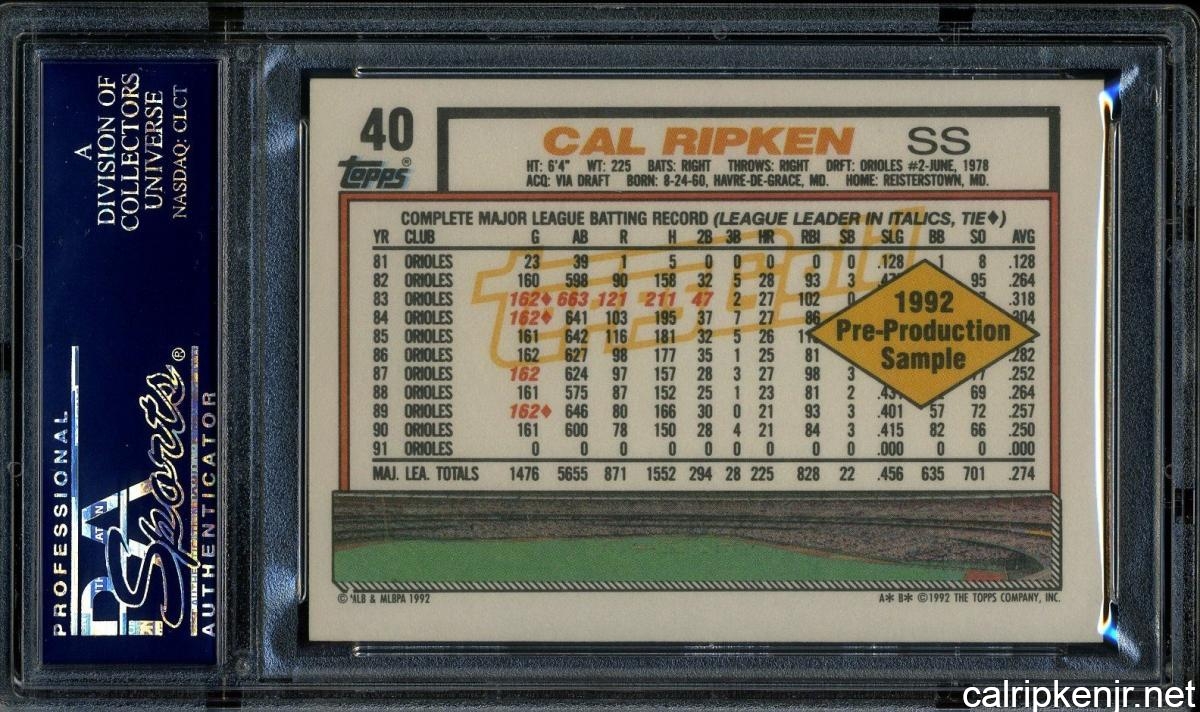 A
DIVISION OF
COLLECTORS
UNIVERSE
NASDAQ: CLCT
PROFESSIONAL
PSA
Sports®
AUTHENTICATOR
40
Topps®
CAL RIPKEN SS
HT: 6'4" WT: 225 BATS: RIGHT THROWS: RIGHT DRFT: ORIOLES #2-JUNE, 1978
ACQ: VIA DRAFT BORN: 8-24-60, HAVRE-DE-GRACE, MD. HOME: REISTERSTOWN, MD.
COMPLETE MAJOR LEAGUE BATTING RECORD (LEAGUE LEADER IN ITALICS, TIE♦)
YR CLUB G AB R H 2B 3B HR RBI SB SLG BB SO AVG
81 ORIOLES 23 39 1 5 0 0 0 0 0 .128 1 8 .128
82 ORIOLES 160 598 90 158 32 5 28 93 3 95 .264
83 ORIOLES 162♦ 663 121 211 47 2 27 102 0 .318
84 ORIOLES 162♦ 641 103 195 37 7 27 86 .304
85 ORIOLES 161 642 116 181 32 5 26
86 ORIOLES 162 627 98 177 35 1 25 81 .282
87 ORIOLES 162 624 97 157 28 3 27 98 3 77 .252
88 ORIOLES 161 575 87 152 25 1 23 81 2 .431 69 .264
89 ORIOLES 162♦ 646 80 166 30 0 21 93 3 .401 57 72 .257
90 ORIOLES 161 600 78 150 28 4 21 84 3 .415 82 66 .250
91 ORIOLES 0 0 0 0 0 0 0 0 0 .000 0 0 .000
MAJ. LEA. TOTALS 1476 5655 871 1552 294 28 225 828 22 .456 635 701 .274
ToppsGold
1992
Pre-Production
Sample
© 'ALB & MLBPA 1992
A* B* ©1992 THE TOPPS COMPANY, INC.
calripkenjr.net